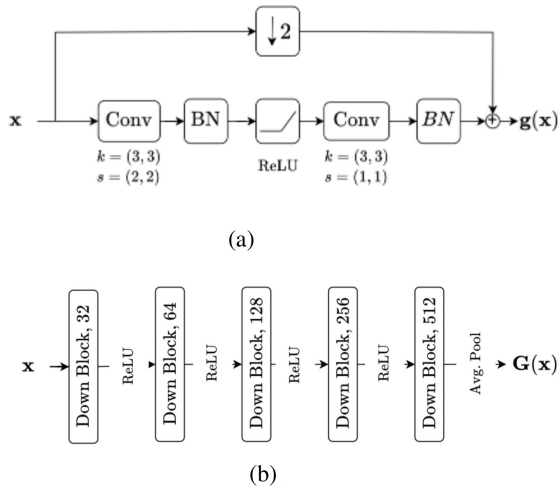 ↓2
x Conv BN Conv BN ⊕ g(x)
k = (3, 3) ReLU k = (3, 3)
s = (2, 2) s = (1, 1)
(a)
x Down Block, 32 ReLU Down Block, 64 ReLU Down Block, 128 ReLU Down Block, 256 ReLU Down Block, 512 Avg. Pool G(x)
(b)